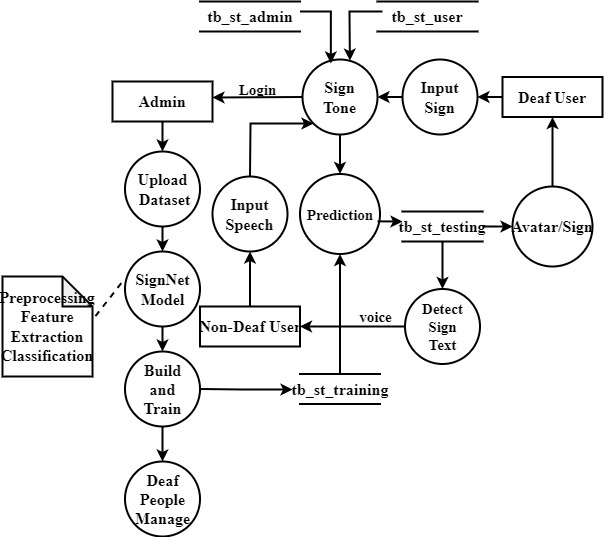 tb_st_admin
tb_st_user
Login
Sign
Tone
Input
Sign
Deaf User
Admin
Upload
Dataset
Input
Speech
Prediction
tb_st_testing
Avatar/Sign
SignNet
Model
Preprocessing
Feature
Extraction
Classification
Non-Deaf User
voice
Detect
Sign
Text
Build
and
Train
tb_st_training
Deaf
People
Manage